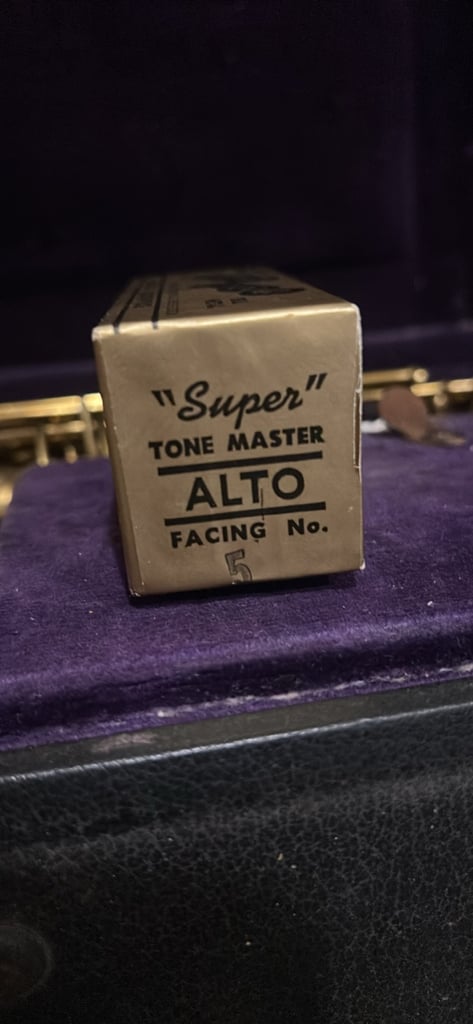 "Super"
TONE MASTER
ALTO
FACING No.
5